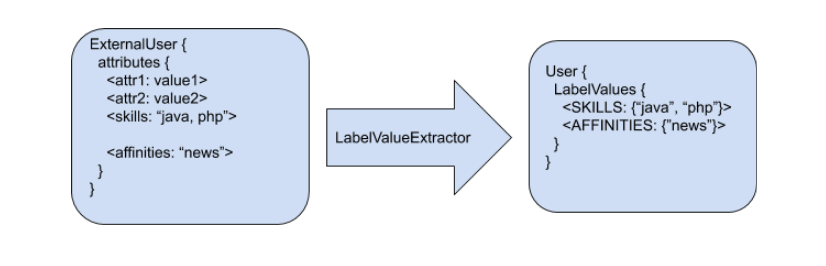 ExternalUser {
attributes {
<attr1: value1>
<attr2: value2>
<skills: “java, php”>
<affinities: “news”>
}
}
LabelValueExtractor
User {
LabelValues {
<SKILLS: {“java”, “php”}>
<AFFINITIES: {”news”}>
}
}